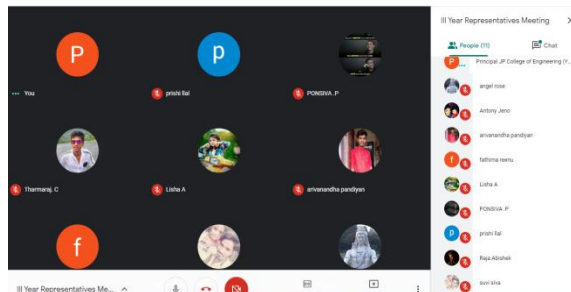 III Year Representatives Meeting
People (11)
Chat
P
p
You
prishi llal
PONSIVA .P
Tharmaraj. C
Lisha A
arivanandha pandiyan
f
III Year Representatives Me...
P
Principal JP College of Engineering (Y...
angel rose
Antony Jeno
arivanandha pandiyan
f
fathima reenu
Lisha A
PONSIVA .P
p
prishi llal
Raja Abishek
suvi siva